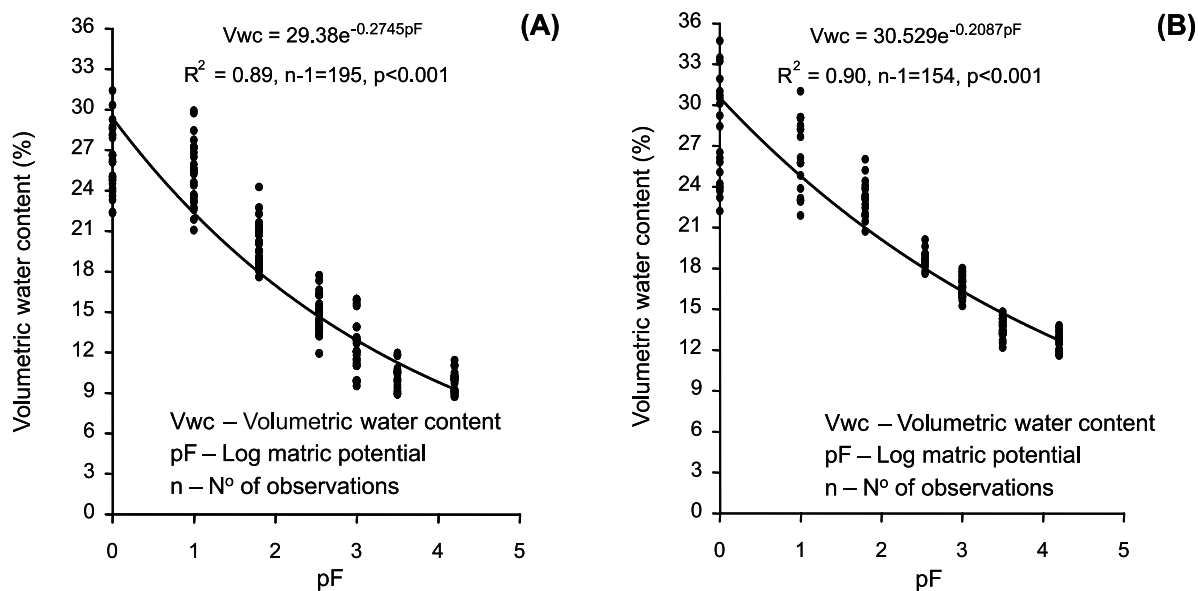 (A)
Vwc = 29.38e^-0.2745pF
R² = 0.89, n-1=195, p<0.001
Volumetric water content (%)
36
33
30
27
24
21
18
15
12
9
6
3
0
Vwc – Volumetric water content
pF – Log matric potential
n – Nº of observations
0 1 2 3 4 5
pF
(B)
Vwc = 30.529e^-0.2087pF
R² = 0.90, n-1=154, p<0.001
Volumetric water content (%)
36
33
30
27
24
21
18
15
12
9
6
3
0
Vwc – Volumetric water content
pF – Log matric potential
n – Nº of observations
0 1 2 3 4 5
pF